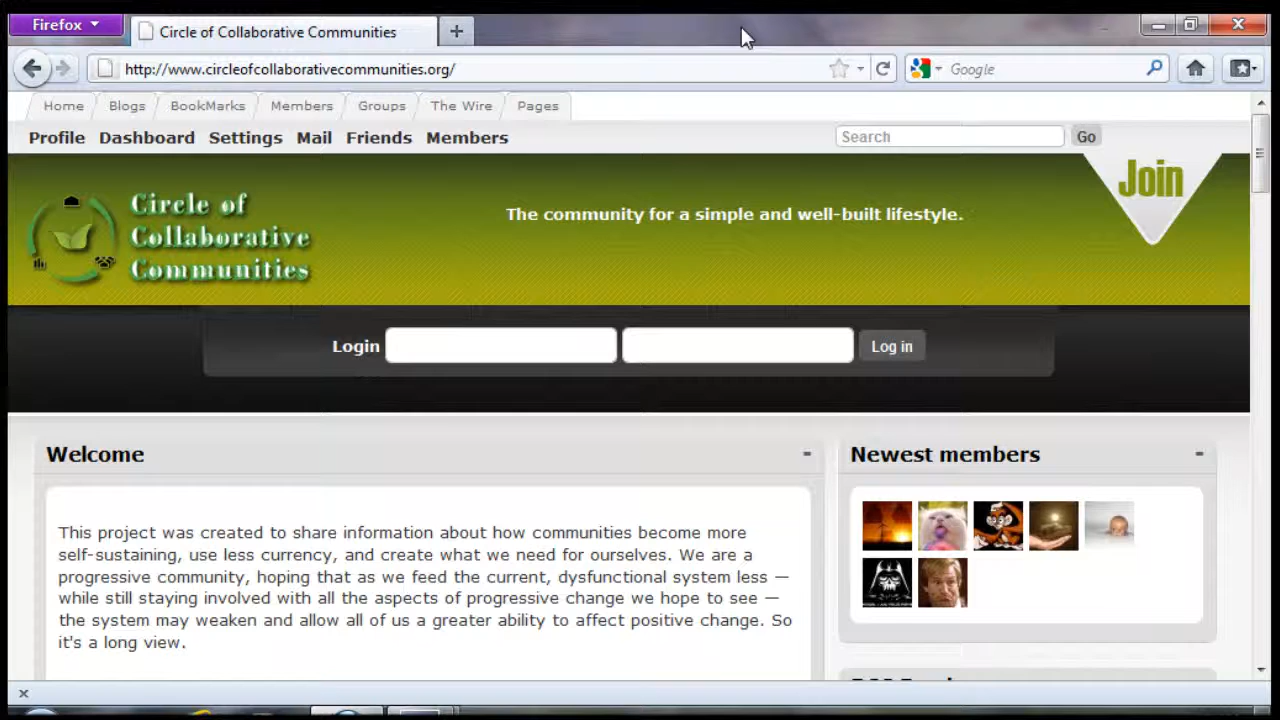 Firefox
Circle of Collaborative Communities
http://www.circleofcollaborativecommunities.org/
Google
Home Blogs BookMarks Members Groups The Wire Pages
Profile Dashboard Settings Mail Friends Members
Search
Go
Join
Circle of
Collaborative
Communities
The community for a simple and well-built lifestyle.
Login
Log in
Welcome
-
Newest members
-
This project was created to share information about how communities become more
self-sustaining, use less currency, and create what we need for ourselves. We are a
progressive community, hoping that as we feed the current, dysfunctional system less —
while still staying involved with all the aspects of progressive change we hope to see —
the system may weaken and allow all of us a greater ability to affect positive change. So
it's a long view.